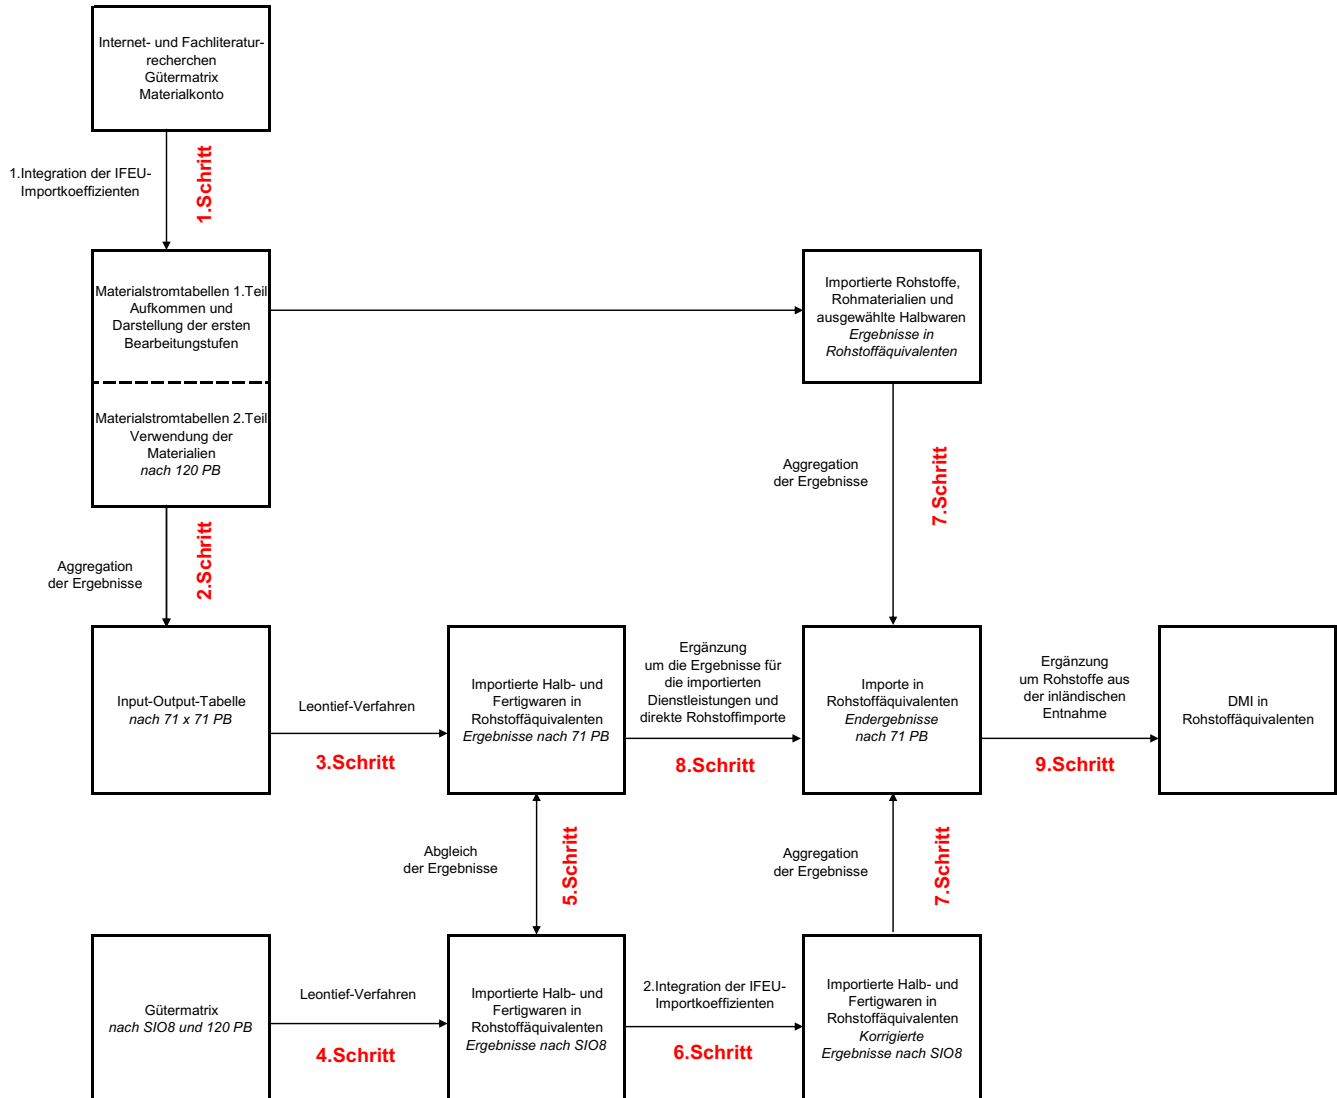 Internet- und Fachliteratur-
recherchen
Gütermatrix
Materialkonto
1.Integration der IFEU-
Importkoeffizienten
1.Schritt
Materialstromtabellen 1.Teil
Aufkommen und
Darstellung der ersten
Bearbeitungstufen
Importierte Rohstoffe,
Rohmaterialien und
ausgewählte Halbwaren
Ergebnisse in
Rohstoffäquivalenten
Materialstromtabellen 2.Teil
Verwendung der
Materialien
nach 120 PB
Aggregation
der Ergebnisse
7.Schritt
Aggregation
der Ergebnisse
2.Schritt
Input-Output-Tabelle
nach 71 x 71 PB
Leontief-Verfahren
3.Schritt
Importierte Halb- und
Fertigwaren in
Rohstoffäquivalenten
Ergebnisse nach 71 PB
Ergänzung
um die Ergebnisse für
die importierten
Dienstleistungen und
direkte Rohstoffimporte
8.Schritt
Importe in
Rohstoffäquivalenten
Endergebnisse
nach 71 PB
Ergänzung
um Rohstoffe aus
der inländischen
Entnahme
9.Schritt
DMI in
Rohstoffäquivalenten
Abgleich
der Ergebnisse
5.Schritt
Aggregation
der Ergebnisse
7.Schritt
Gütermatrix
nach SIO8 und 120 PB
Leontief-Verfahren
4.Schritt
Importierte Halb- und
Fertigwaren in
Rohstoffäquivalenten
Ergebnisse nach SIO8
2.Integration der IFEU-
Importkoeffizienten
6.Schritt
Importierte Halb- und
Fertigwaren in
Rohstoffäquivalenten
Korrigierte
Ergebnisse nach SIO8